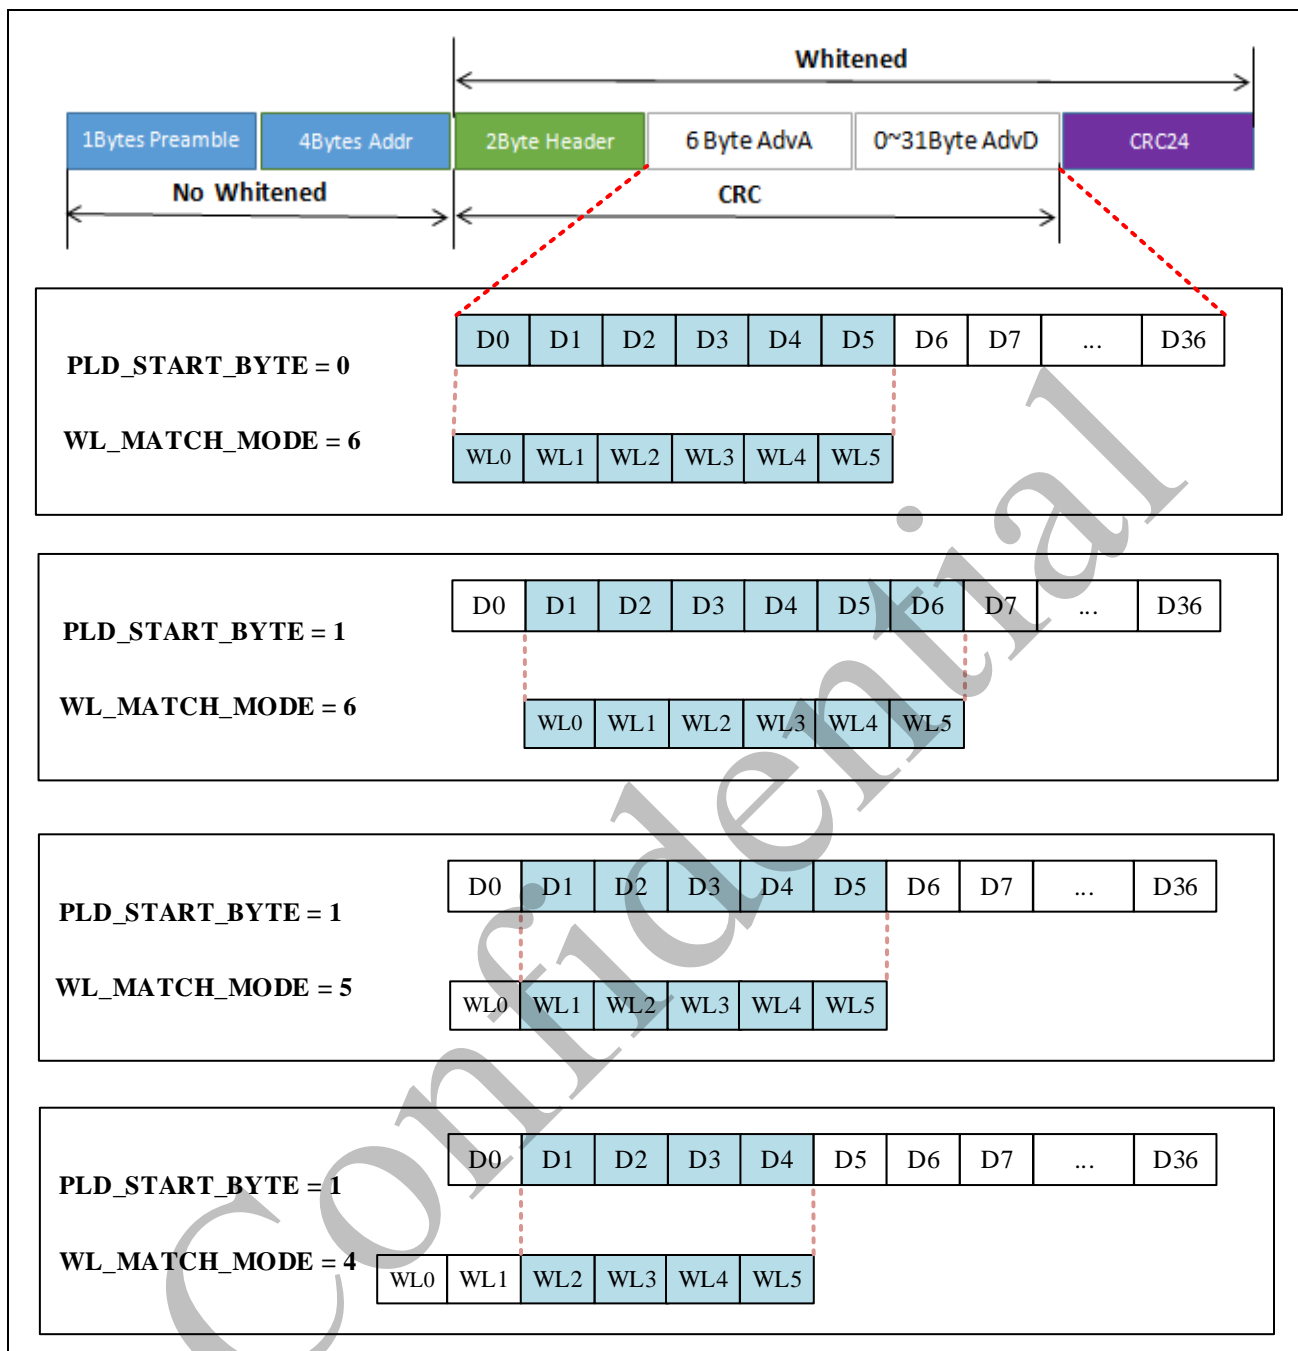 Whitened
1Bytes Preamble 4Bytes Addr 2Byte Header 6 Byte AdvA 0~31Byte AdvD CRC24
No Whitened CRC
D0 D1 D2 D3 D4 D5 D6 D7 ... D36
PLD_START_BYTE = 0
WL_MATCH_MODE = 6
WL0 WL1 WL2 WL3 WL4 WL5
D0 D1 D2 D3 D4 D5 D6 D7 ... D36
PLD_START_BYTE = 1
WL_MATCH_MODE = 6
WL0 WL1 WL2 WL3 WL4 WL5
D0 D1 D2 D3 D4 D5 D6 D7 ... D36
PLD_START_BYTE = 1
WL_MATCH_MODE = 5
WL0 WL1 WL2 WL3 WL4 WL5
D0 D1 D2 D3 D4 D5 D6 D7 ... D36
PLD_START_BYTE = 1
WL_MATCH_MODE = 4
WL0 WL1 WL2 WL3 WL4 WL5
Confidential